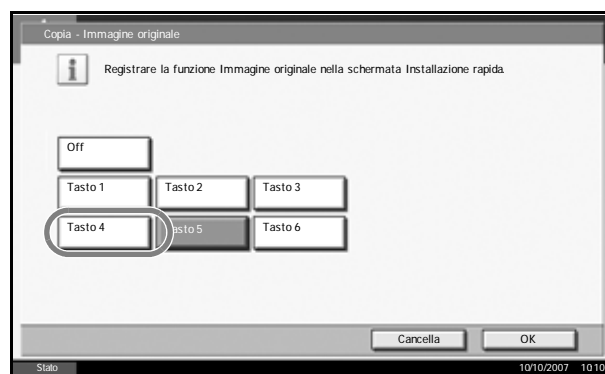 Copia - Immagine originale
Registrare la funzione Immagine originale nella schermata Installazione rapida.
Off
Tasto 1 Tasto 2 Tasto 3
Tasto 4 Tasto 5 Tasto 6
Cancella OK
Stato 10/10/2007 10:10